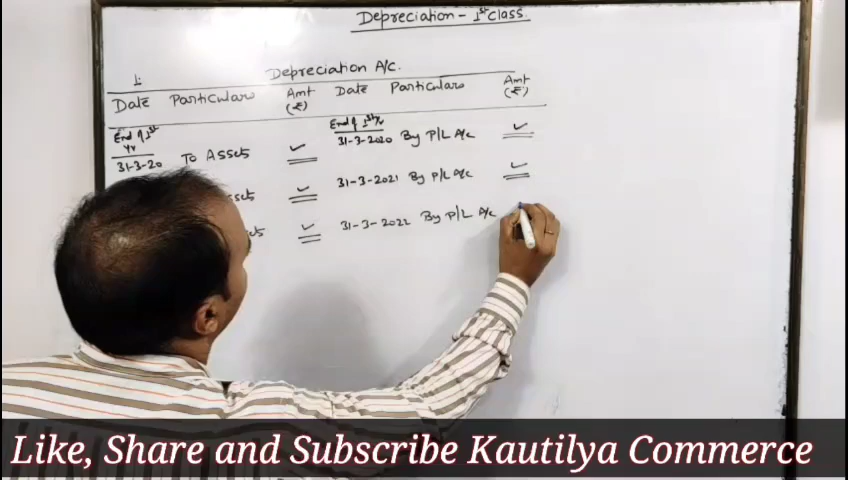 Depreciation - 1st Class.
Depreciation A/c.
Date Particulars Amt (₹) Date Particulars Amt (₹)
End of 1st Yr End of 1st Yr
31-3-20 To Assets 31-3-2020 By P/L A/c
31-3-2021 By P/L A/c
31-3-2022 By P/L A/c
Like, Share and Subscribe Kautilya Commerce